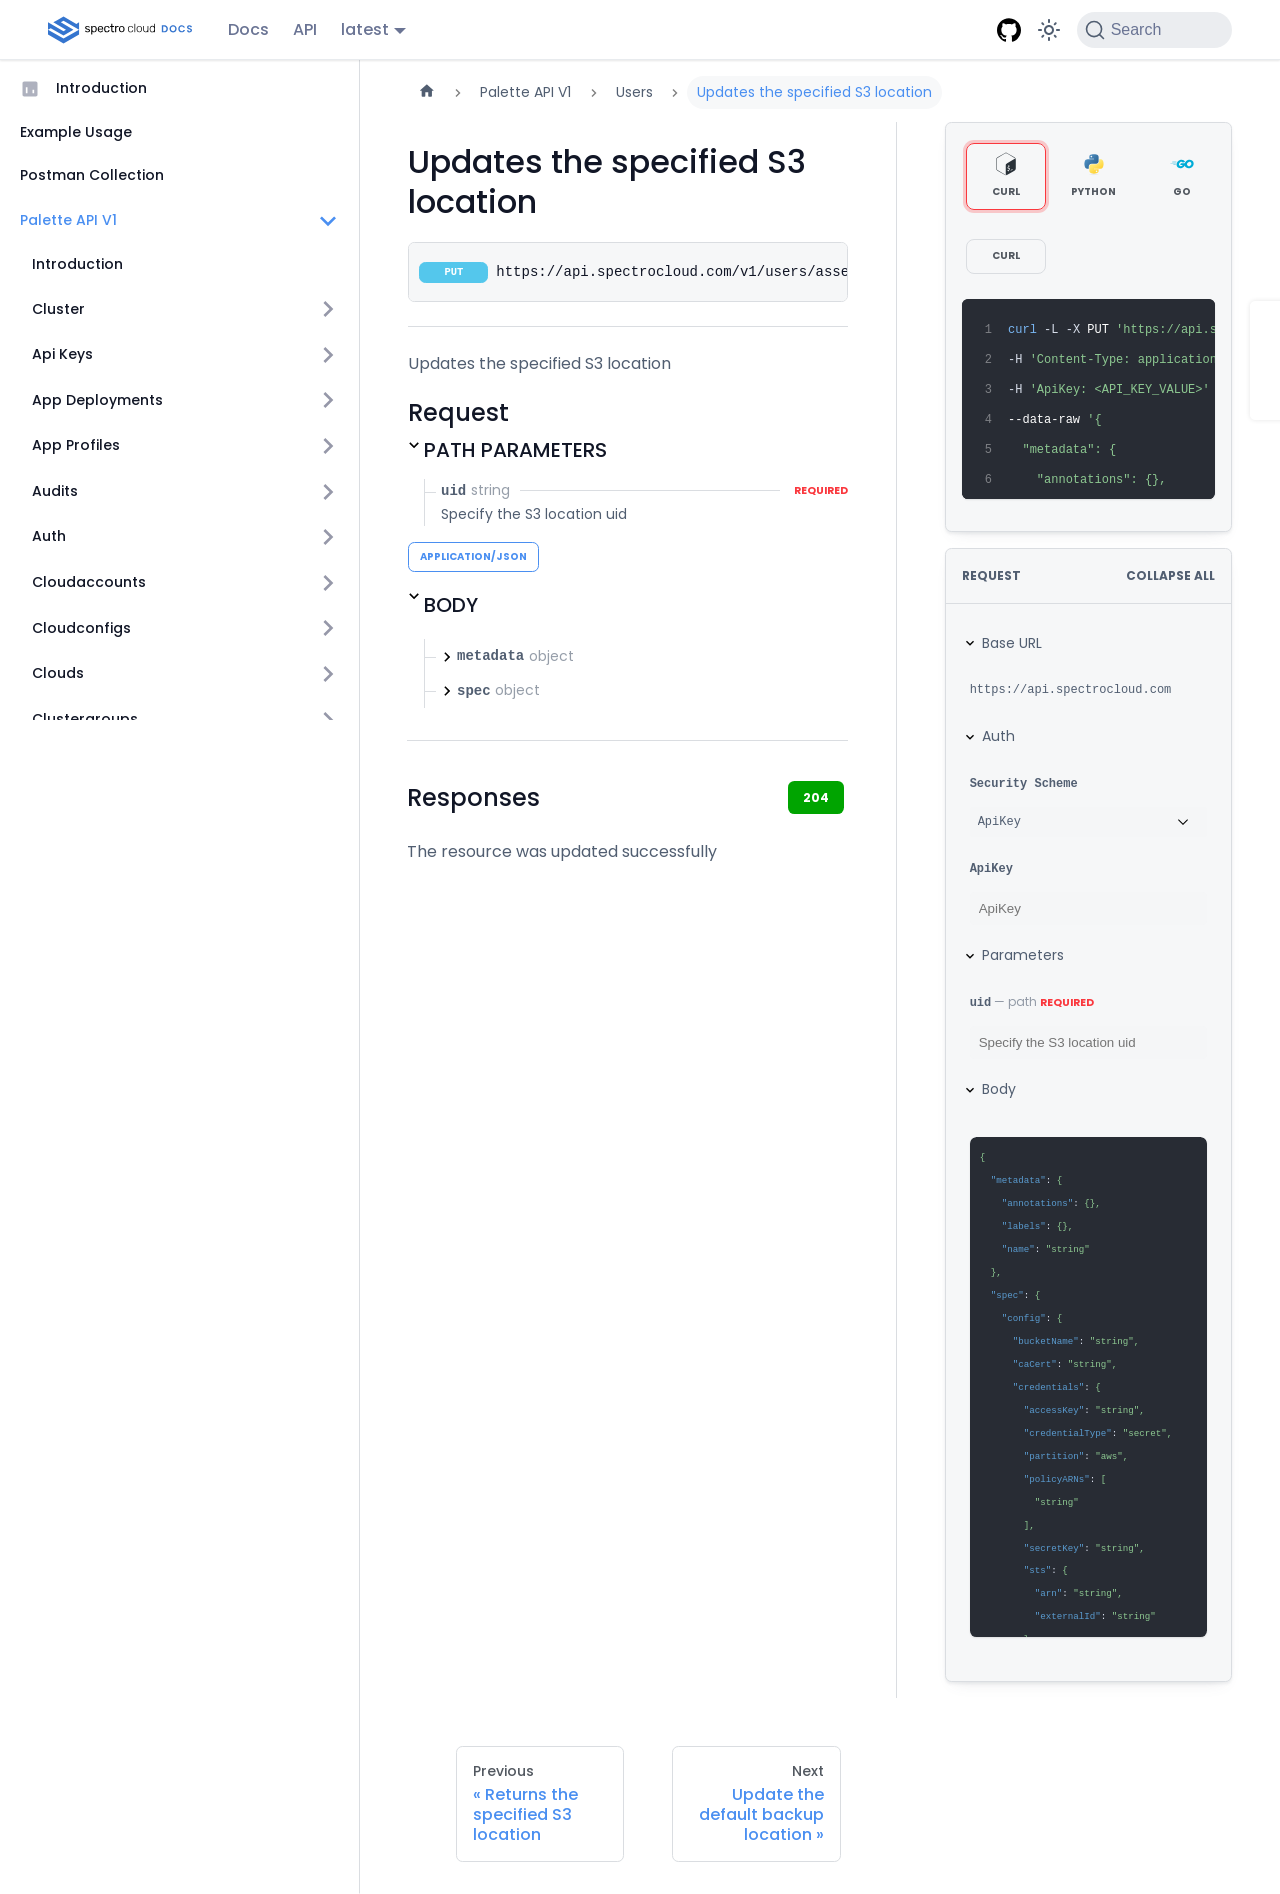 spectro cloud DOCS Docs API latest Search
Introduction
Example Usage
Postman Collection
Palette API V1
Introduction
Cluster
Api Keys
App Deployments
App Profiles
Audits
Auth
Cloudaccounts
Cloudconfigs
Clouds
Clustergroups
Palette API V1 Users Updates the specified S3 location
Updates the specified S3
location
PUT https://api.spectrocloud.com/v1/users/asse
Updates the specified S3 location
Request
PATH PARAMETERS
uid string REQUIRED
Specify the S3 location uid
APPLICATION/JSON
BODY
metadata object
spec object
Responses 204
The resource was updated successfully
CURL PYTHON GO
CURL
1 curl -L -X PUT 'https://api.s
2 -H 'Content-Type: application
3 -H 'ApiKey: <API_KEY_VALUE>'
4 --data-raw '{
5 "metadata": {
6 "annotations": {},
REQUEST COLLAPSE ALL
Base URL
https://api.spectrocloud.com
Auth
Security Scheme
ApiKey
ApiKey
ApiKey
Parameters
uid — path REQUIRED
Specify the S3 location uid
Body
{
"metadata": {
"annotations": {},
"labels": {},
"name": "string"
},
"spec": {
"config": {
"bucketName": "string",
"caCert": "string",
"credentials": {
"accessKey": "string",
"credentialType": "secret",
"partition": "aws",
"policyARNs": [
"string"
],
"secretKey": "string",
"sts": {
"arn": "string",
"externalId": "string"
Previous
« Returns the
specified S3
location
Next
Update the
default backup
location »